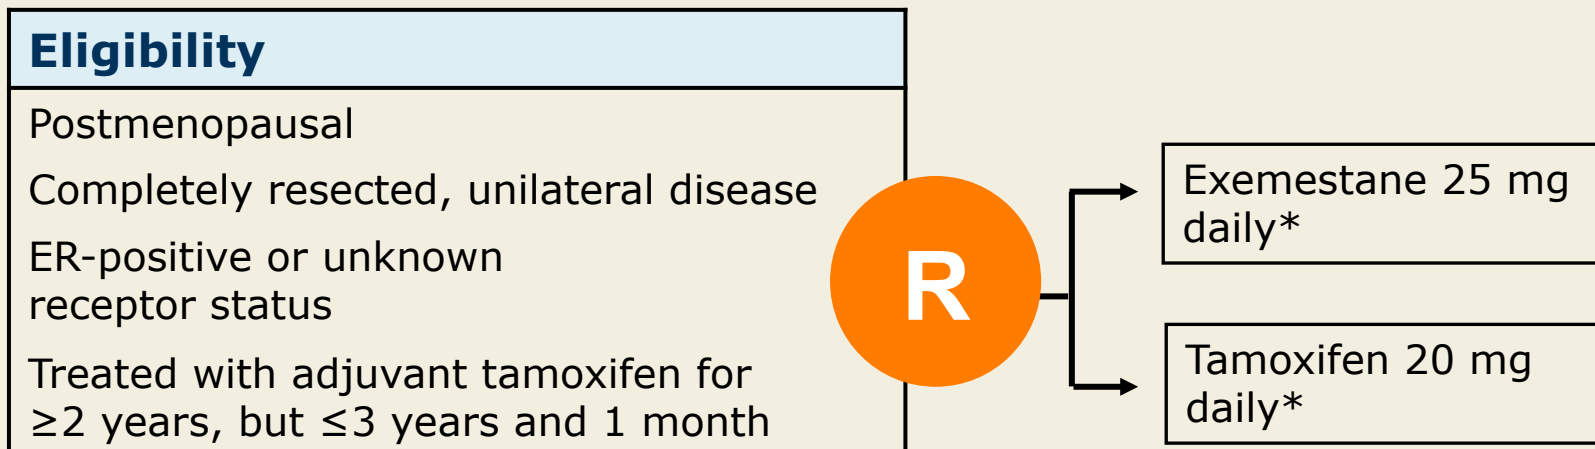 Eligibility
Postmenopausal
Completely resected, unilateral disease
ER-positive or unknown
receptor status
Treated with adjuvant tamoxifen for
≥2 years, but ≤3 years and 1 month
R
Exemestane 25 mg
daily*
Tamoxifen 20 mg
daily*